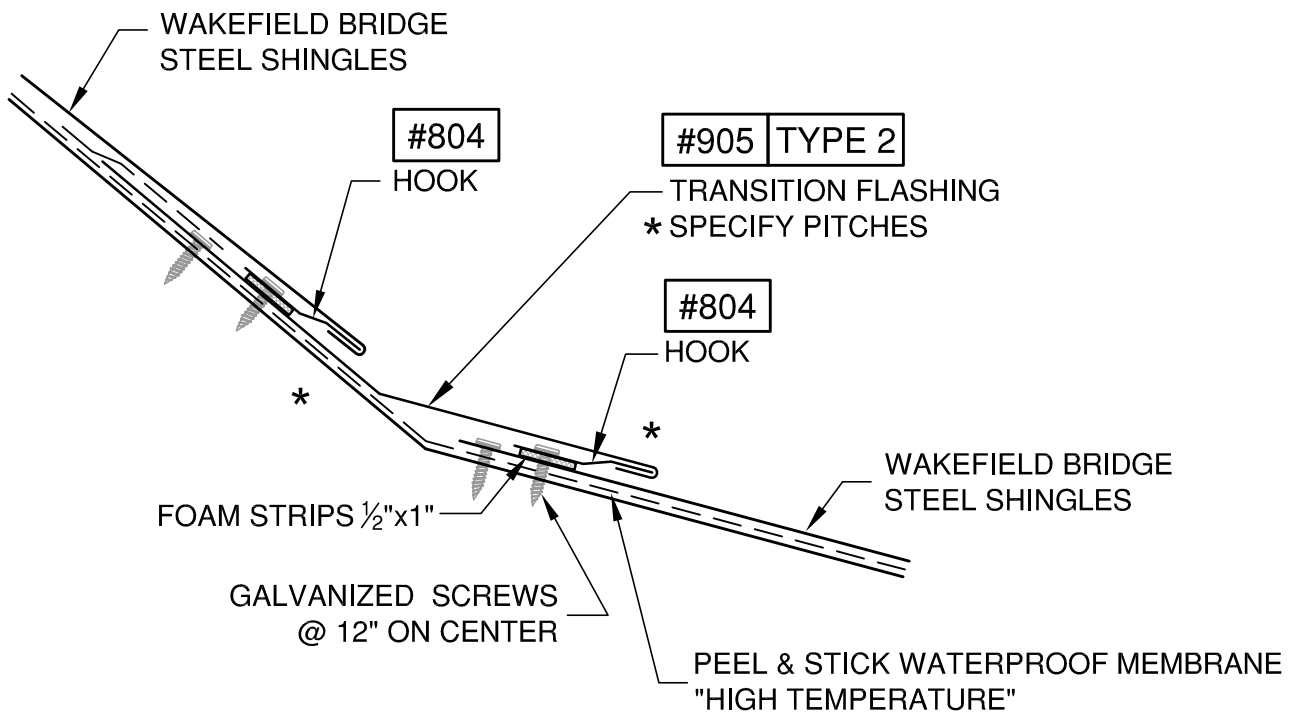 WAKEFIELD BRIDGE
STEEL SHINGLES
#804
HOOK
#905 TYPE 2
TRANSITION FLASHING
* SPECIFY PITCHES
#804
HOOK
*
*
WAKEFIELD BRIDGE
STEEL SHINGLES
FOAM STRIPS ½"x1"
GALVANIZED SCREWS
@ 12" ON CENTER
PEEL & STICK WATERPROOF MEMBRANE
"HIGH TEMPERATURE"